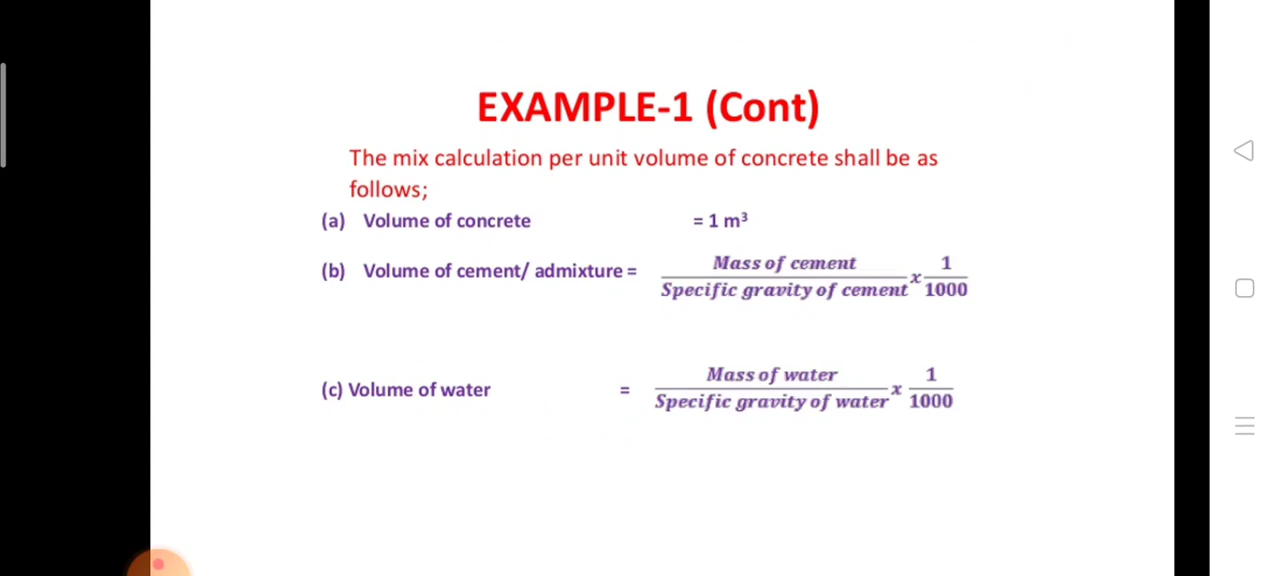 EXAMPLE-1 (Cont)
The mix calculation per unit volume of concrete shall be as
follows;
(a) Volume of concrete = 1 m³
(b) Volume of cement/ admixture = Mass of cement / Specific gravity of cement x 1 / 1000
(c) Volume of water = Mass of water / Specific gravity of water x 1 / 1000